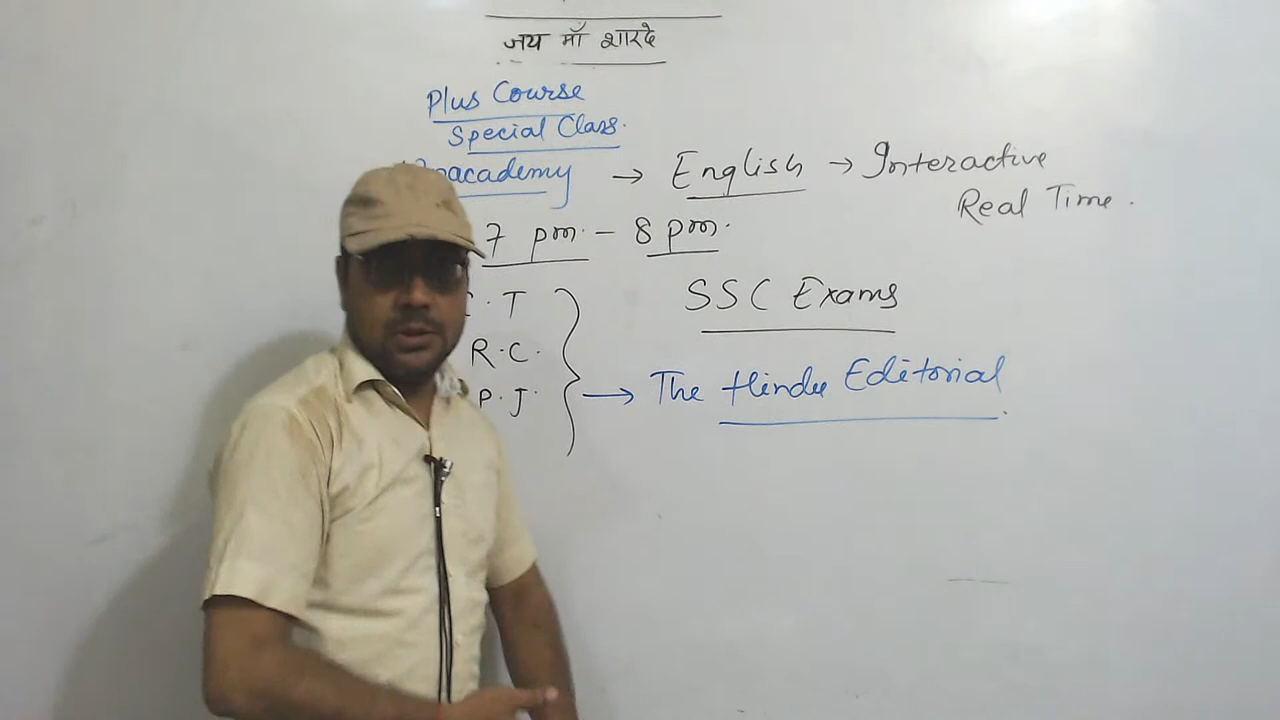 जय माँ शारदे
Plus Course
Special Class.
academy → English → Interactive
Real Time.
7 pm. – 8 pm.
SSC Exams
. T
R.C.
P.J.
→ The Hindu Editorial